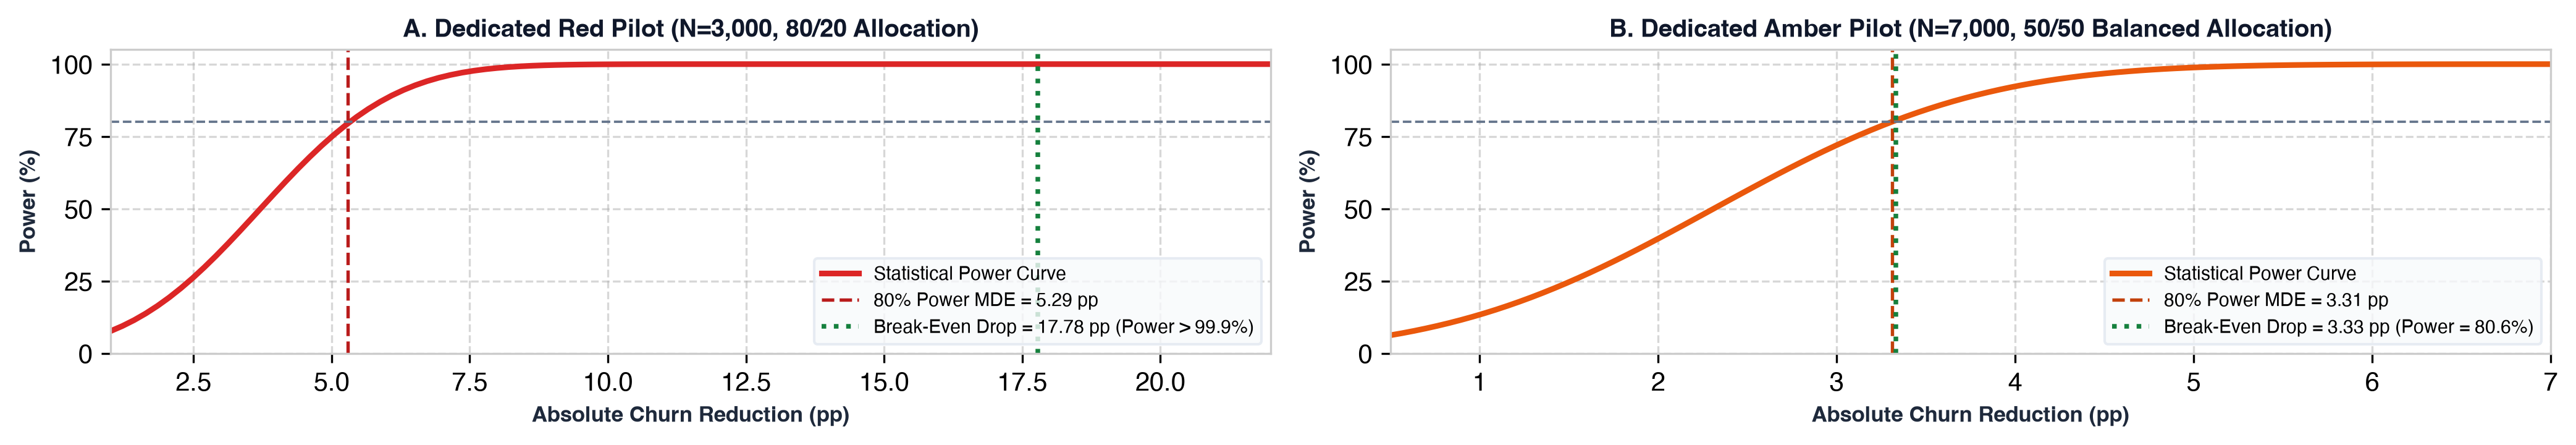 A. Dedicated Red Pilot (N=3,000, 80/20 Allocation)
Power (%)
100
75
50
25
0
2.5
5.0
7.5
10.0
12.5
15.0
17.5
20.0
Absolute Churn Reduction (pp)
Statistical Power Curve
80% Power MDE = 5.29 pp
Break-Even Drop = 17.78 pp (Power > 99.9%)
B. Dedicated Amber Pilot (N=7,000, 50/50 Balanced Allocation)
Power (%)
100
75
50
25
0
1
2
3
4
5
6
7
Absolute Churn Reduction (pp)
Statistical Power Curve
80% Power MDE = 3.31 pp
Break-Even Drop = 3.33 pp (Power = 80.6%)